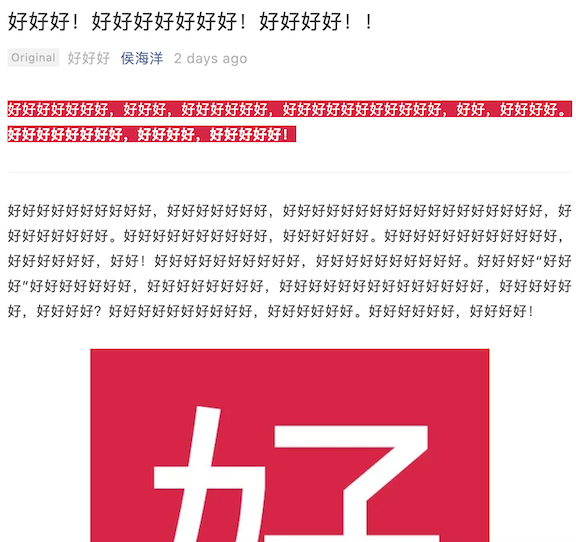 好好好！好好好好好好好！好好好好！！
Original 好好好 侯海洋 2 days ago
好好好好好好好，好好好，好好好好好好，好好好好好好好好好好好，好好，好好好好。
好好好好好好好好，好好好好，好好好好好！
好好好好好好好好好好，好好好好好好好，好好好好好好好好好好好好好好好好好好，好
好好好好好好好。好好好好好好好好好好，好好好好好好。好好好好好好好好好好好好，
好好好好好好，好好！好好好好好好好好好好，好好好好好好好好好好。好好好好“好好
好”好好好好好好好，好好好好好好好好，好好好好好好好好好好好好好好，好好好好好
好，好好好好？好好好好好好好好好好，好好好好好好。好好好好好好，好好好好！
好